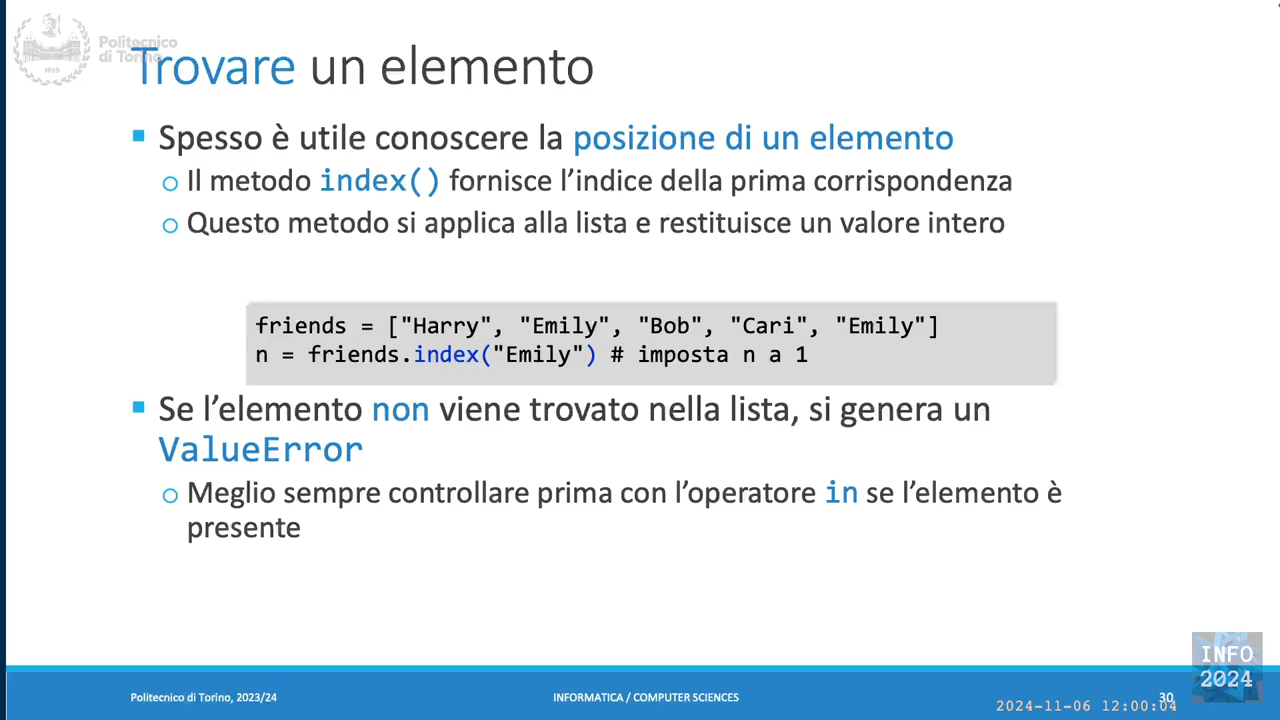 Politecnico
di Torino
1859
Trovare un elemento
Spesso è utile conoscere la posizione di un elemento
Il metodo index() fornisce l’indice della prima corrispondenza
Questo metodo si applica alla lista e restituisce un valore intero
friends = ["Harry", "Emily", "Bob", "Cari", "Emily"]
n = friends.index("Emily") # imposta n a 1
Se l’elemento non viene trovato nella lista, si genera un
ValueError
Meglio sempre controllare prima con l’operatore in se l’elemento è
presente
INFO
2024
Politecnico di Torino, 2023/24
INFORMATICA / COMPUTER SCIENCES
30
2024-11-06 12:00:04